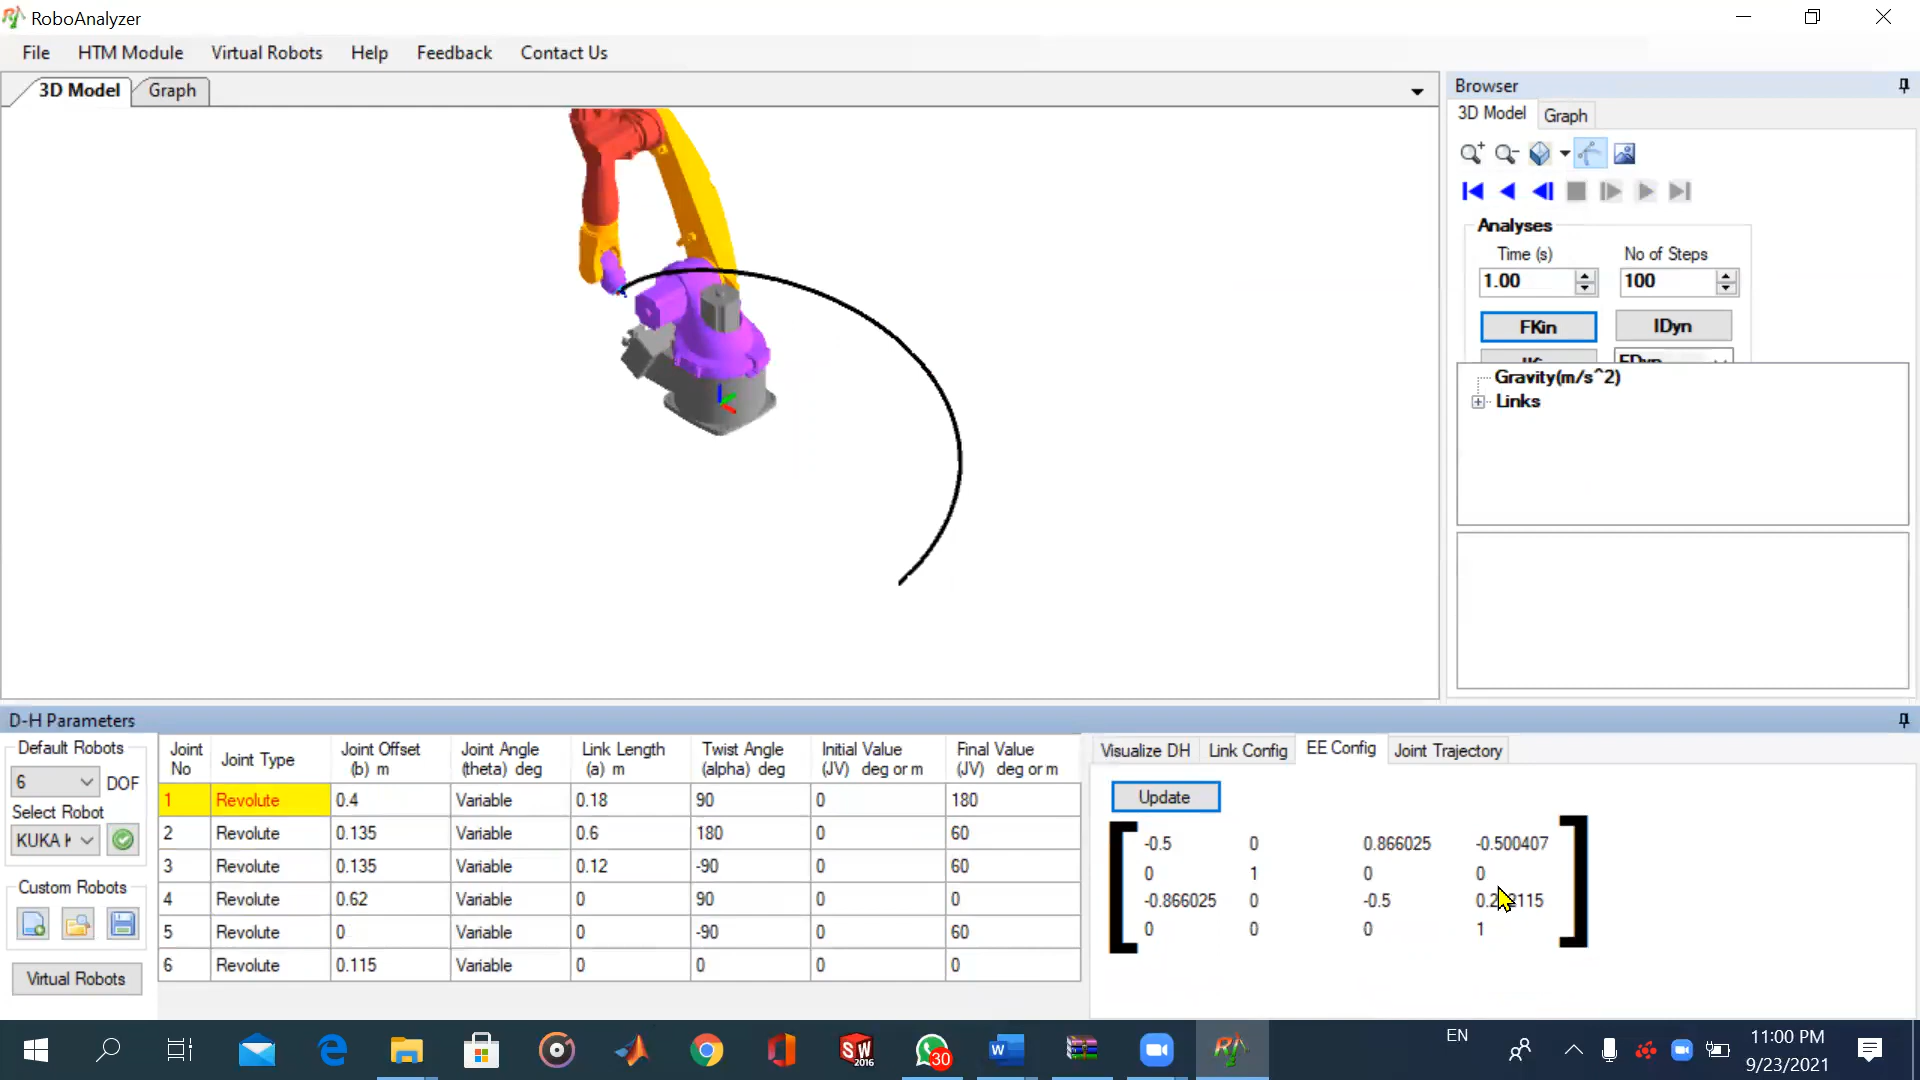 RoboAnalyzer
File HTM Module Virtual Robots Help Feedback Contact Us
3D Model Graph
Browser
3D Model Graph
Analyses
Time (s) No of Steps
1.00 100
FKin IDyn
Gravity(m/s^2)
Links
D-H Parameters
Default Robots
6 DOF
Select Robot
KUKA
Custom Robots
Virtual Robots
Joint No Joint Type Joint Offset (b) m Joint Angle (theta) deg Link Length (a) m Twist Angle (alpha) deg Initial Value (JV) deg or m Final Value (JV) deg or m
1 Revolute 0.4 Variable 0.18 90 0 180
2 Revolute 0.135 Variable 0.6 180 0 60
3 Revolute 0.135 Variable 0.12 -90 0 60
4 Revolute 0.62 Variable 0 90 0 0
5 Revolute 0 Variable 0 -90 0 60
6 Revolute 0.115 Variable 0 0 0 0
Visualize DH Link Config EE Config Joint Trajectory
Update
-0.5 0 0.866025 -0.500407
0 1 0 0
-0.866025 0 -0.5
0 0 0 1
SW
2016
30
W
EN
11:00 PM
9/23/2021